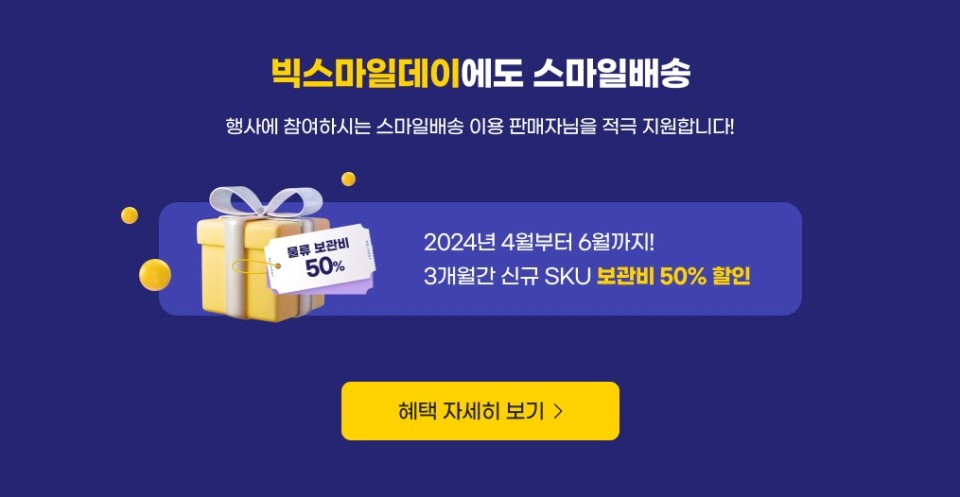 빅스마일데이에도 스마일배송
행사에 참여하시는 스마일배송 이용 판매자님을 적극 지원합니다!
물류 보관비
50%
2024년 4월부터 6월까지!
3개월간 신규 SKU 보관비 50% 할인
혜택 자세히 보기 >